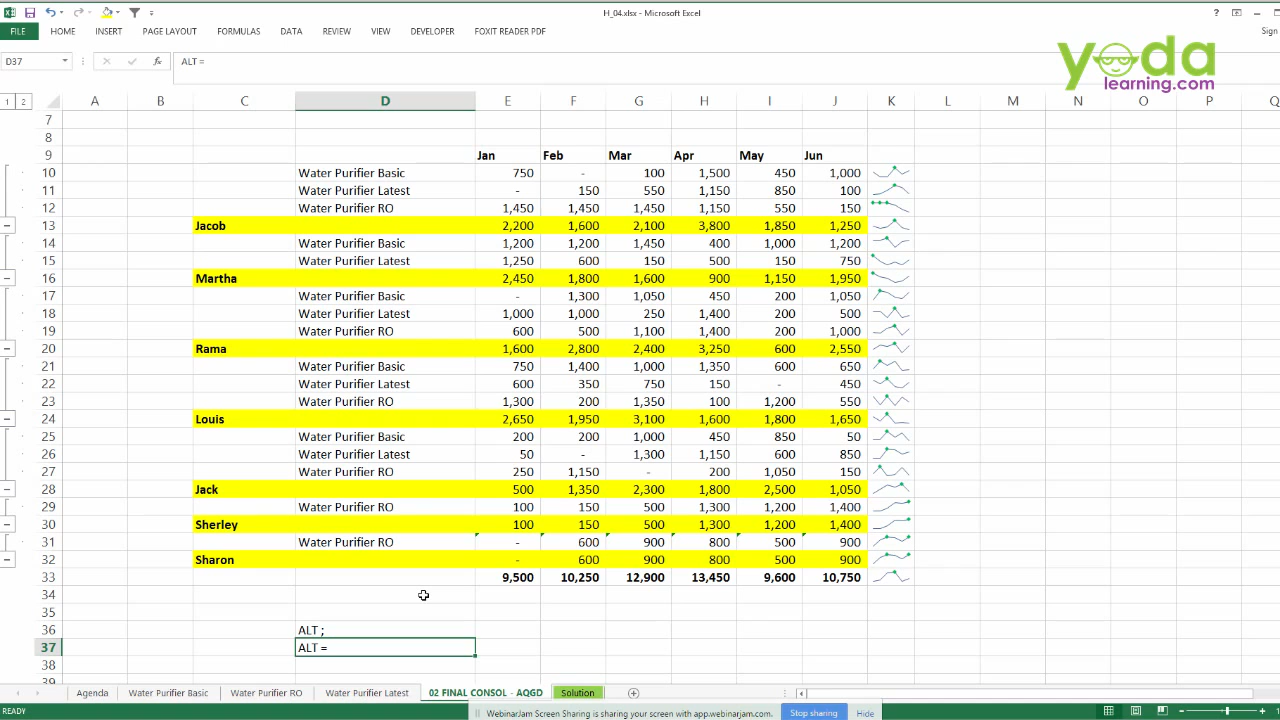 H_04.xlsx - Microsoft Excel
?
FILE HOME INSERT PAGE LAYOUT FORMULAS DATA REVIEW VIEW DEVELOPER FOXIT READER PDF Sign
yoda
learning.com
D37 fx ALT =
1 2 A B C D E F G H I J K L M N O P Q
7
8
9 Jan Feb Mar Apr May Jun
10 Water Purifier Basic 750 - 100 1,500 450 1,000
11 Water Purifier Latest - 150 550 1,150 850 100
12 Water Purifier RO 1,450 1,450 1,450 1,150 550 150
13 Jacob 2,200 1,600 2,100 3,800 1,850 1,250
14 Water Purifier Basic 1,200 1,200 1,450 400 1,000 1,200
15 Water Purifier Latest 1,250 600 150 500 150 750
16 Martha 2,450 1,800 1,600 900 1,150 1,950
17 Water Purifier Basic - 1,300 1,050 450 200 1,050
18 Water Purifier Latest 1,000 1,000 250 1,400 200 500
19 Water Purifier RO 600 500 1,100 1,400 200 1,000
20 Rama 1,600 2,800 2,400 3,250 600 2,550
21 Water Purifier Basic 750 1,400 1,000 1,350 600 650
22 Water Purifier Latest 600 350 750 150 - 450
23 Water Purifier RO 1,300 200 1,350 100 1,200 550
24 Louis 2,650 1,950 3,100 1,600 1,800 1,650
25 Water Purifier Basic 200 200 1,000 450 850 50
26 Water Purifier Latest 50 - 1,300 1,150 600 850
27 Water Purifier RO 250 1,150 - 200 1,050 150
28 Jack 500 1,350 2,300 1,800 2,500 1,050
29 Water Purifier RO 100 150 500 1,300 1,200 1,400
30 Sherley 100 150 500 1,300 1,200 1,400
31 Water Purifier RO - 600 900 800 500 900
32 Sharon - 600 900 800 500 900
33 9,500 10,250 12,900 13,450 9,600 10,750
34
35
36 ALT ;
37 ALT =
38
39
Agenda Water Purifier Basic Water Purifier RO Water Purifier Latest 02 FINAL CONSOL - AQGD Solution
READY WebinarJam Screen Sharing is sharing your screen with app.webinarjam.com. Stop sharing Hide